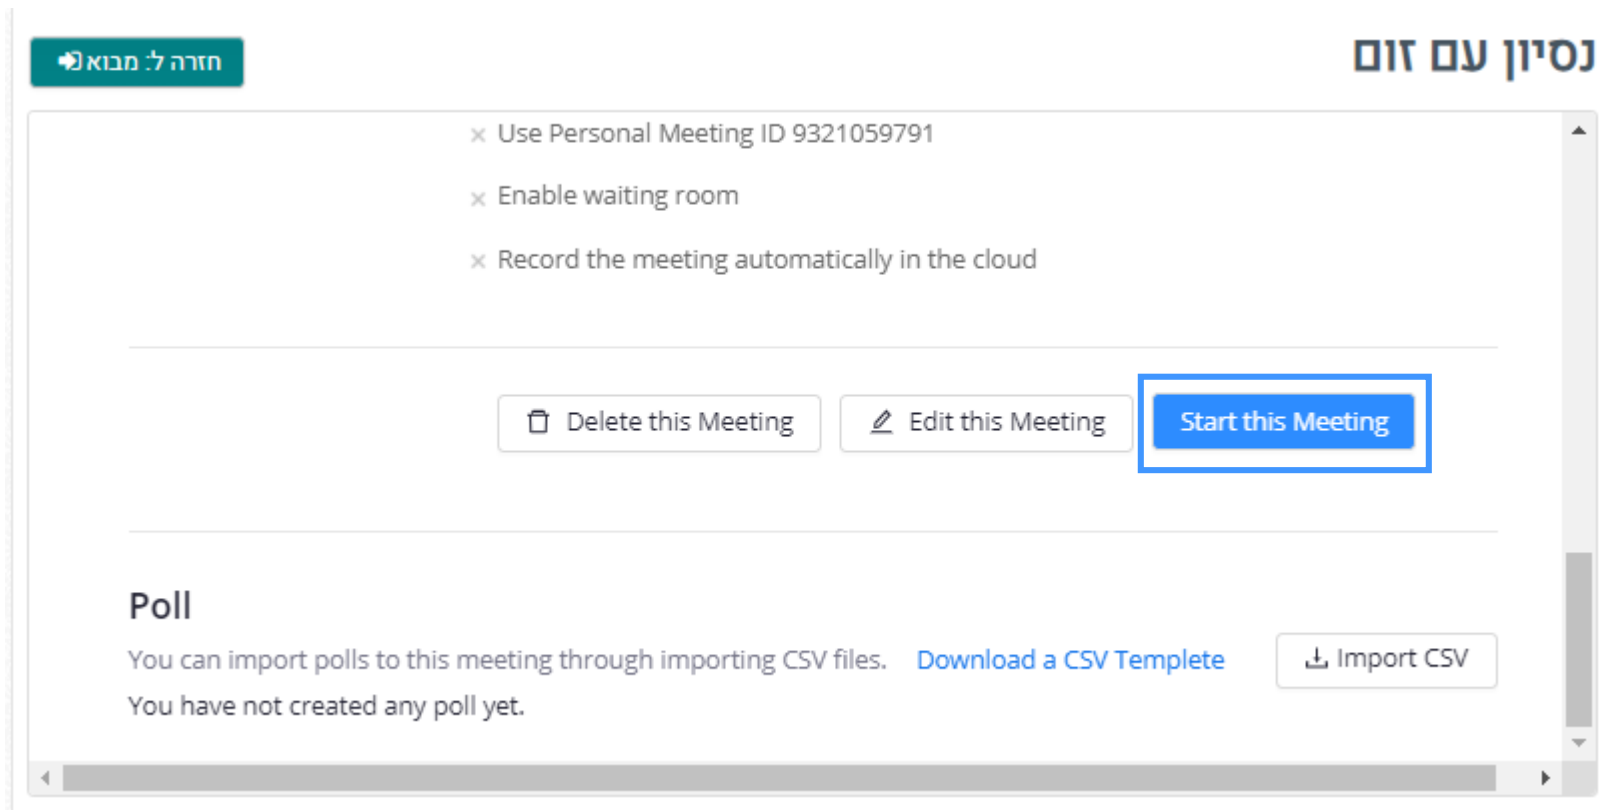 נסיון עם זום
חזרה ל: מבוא
Use Personal Meeting ID 9321059791
Enable waiting room
Record the meeting automatically in the cloud
Delete this Meeting
Edit this Meeting
Start this Meeting
Poll
You can import polls to this meeting through importing CSV files. Download a CSV Templete
Import CSV
You have not created any poll yet.